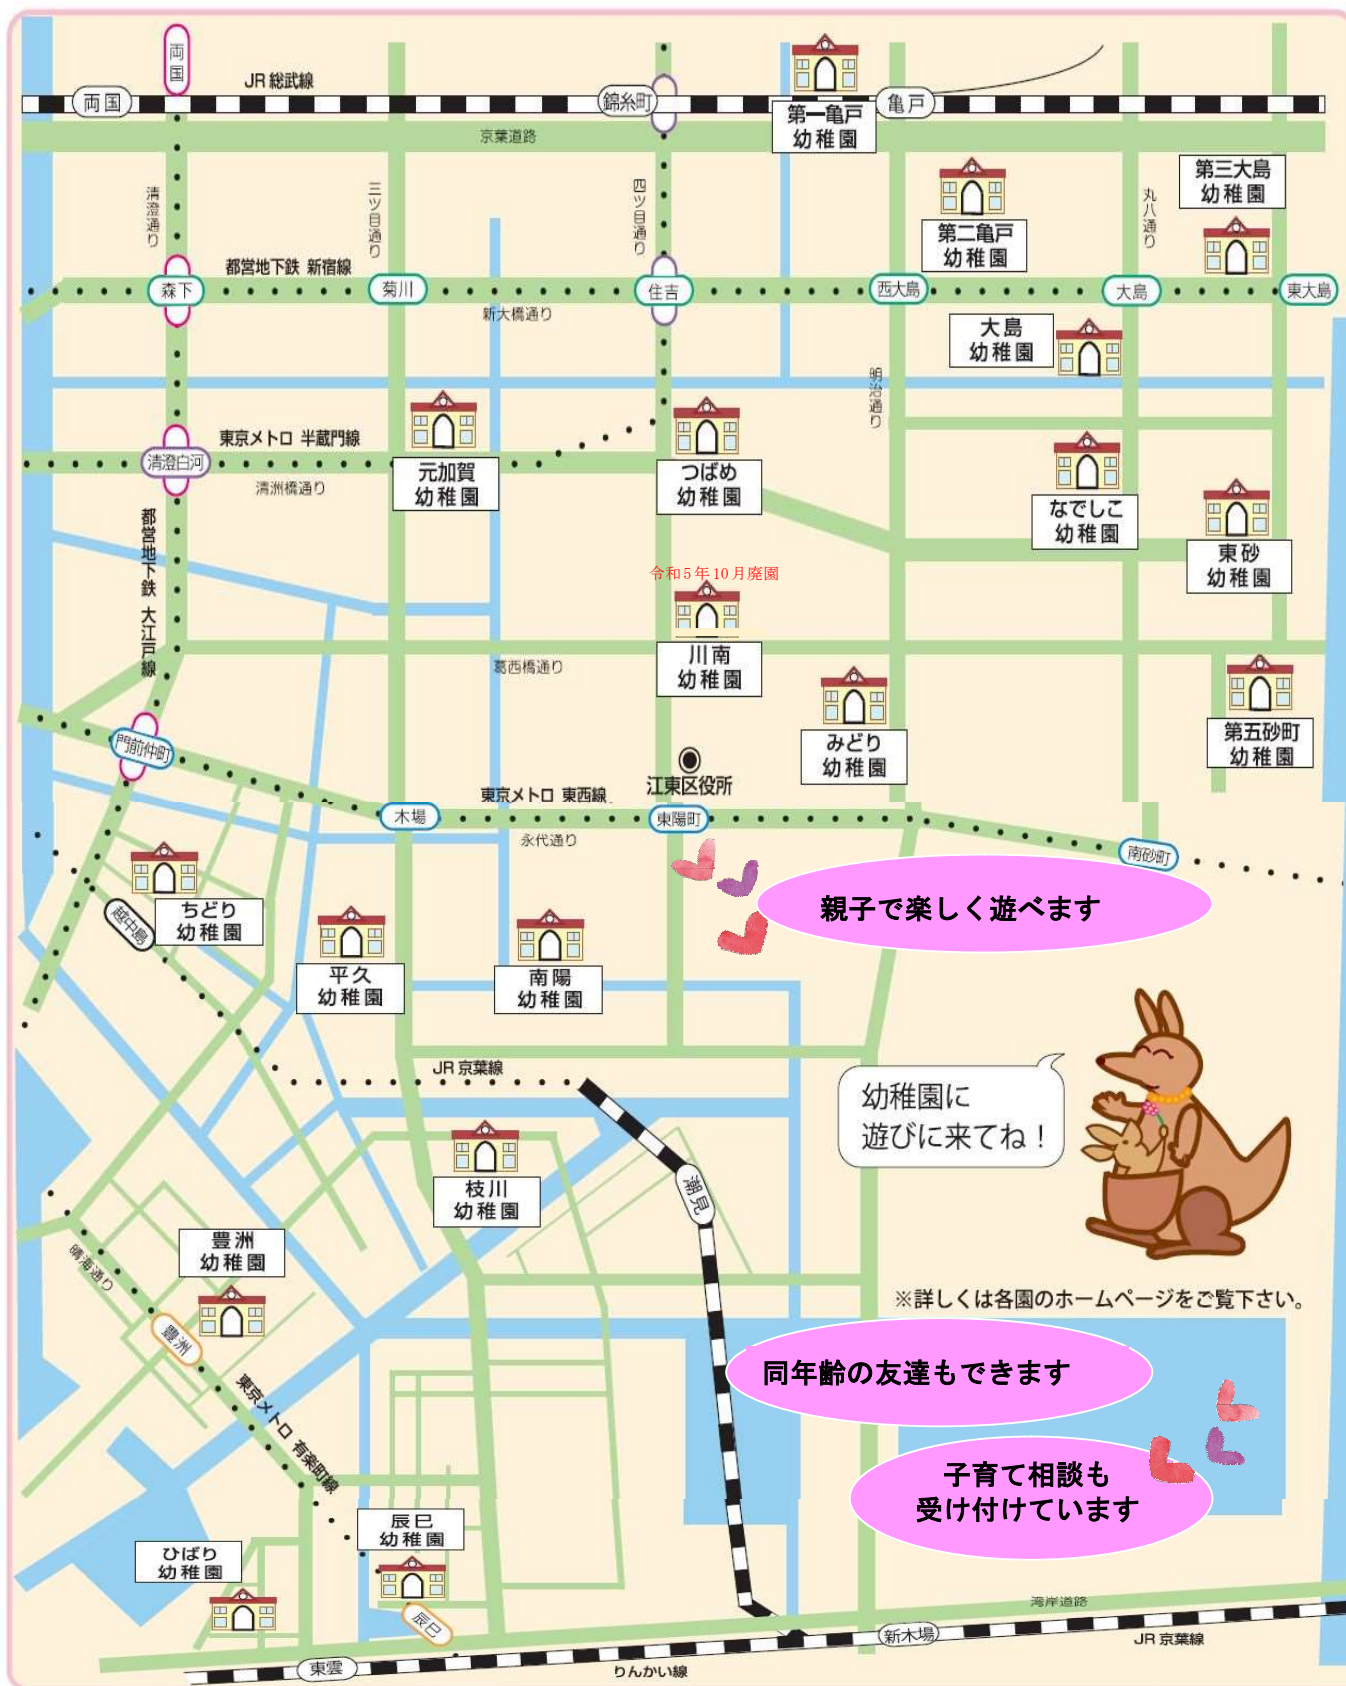 両国
JR 総武線
両国
錦糸町
亀戸
第一亀戸
幼稚園
京葉道路
清澄通り
三ツ目通り
四ツ目通り
丸八通り
第三大島
幼稚園
第二亀戸
幼稚園
都営地下鉄 新宿線
森下
菊川
住吉
西大島
大島
東大島
新大橋通り
大島
幼稚園
明治通り
東京メトロ 半蔵門線
清澄白河
清洲橋通り
元加賀
幼稚園
つばめ
幼稚園
なでしこ
幼稚園
東砂
幼稚園
都営地下鉄 大江戸線
令和5年10月廃園
川南
幼稚園
葛西橋通り
みどり
幼稚園
第五砂町
幼稚園
門前仲町
江東区役所
東京メトロ 東西線
木場
東陽町
永代通り
南砂町
ちどり
幼稚園
越中島
平久
幼稚園
南陽
幼稚園
親子で楽しく遊べます
JR 京葉線
幼稚園に
遊びに来てね！
枝川
幼稚園
潮見
豊洲
幼稚園
晴海通り
豊洲
※詳しくは各園のホームページをご覧下さい。
同年齢の友達もできます
東京メトロ 有楽町線
子育て相談も
受け付けています
辰巳
幼稚園
ひばり
幼稚園
辰巳
湾岸道路
新木場
JR 京葉線
東雲
りんかい線